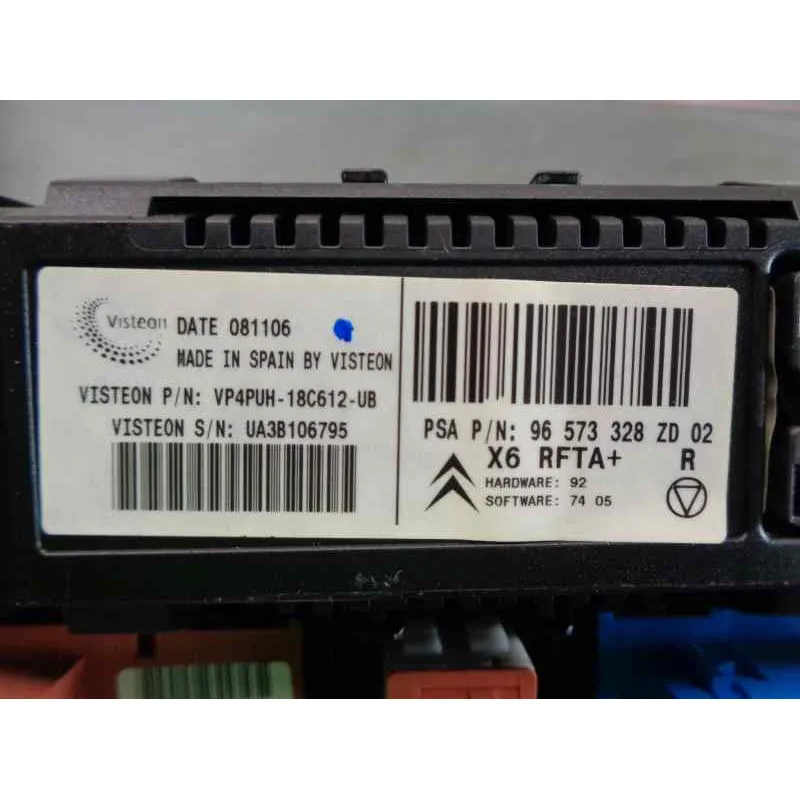 Visteon
DATE 081106
MADE IN SPAIN BY VISTEON
VISTEON P/N: VP4PUH-18C612-UB
VISTEON S/N: UA3B106795
PSA P/N: 96 573 328 ZD 02
X6 RFTA+ R
HARDWARE: 92
SOFTWARE: 74 05